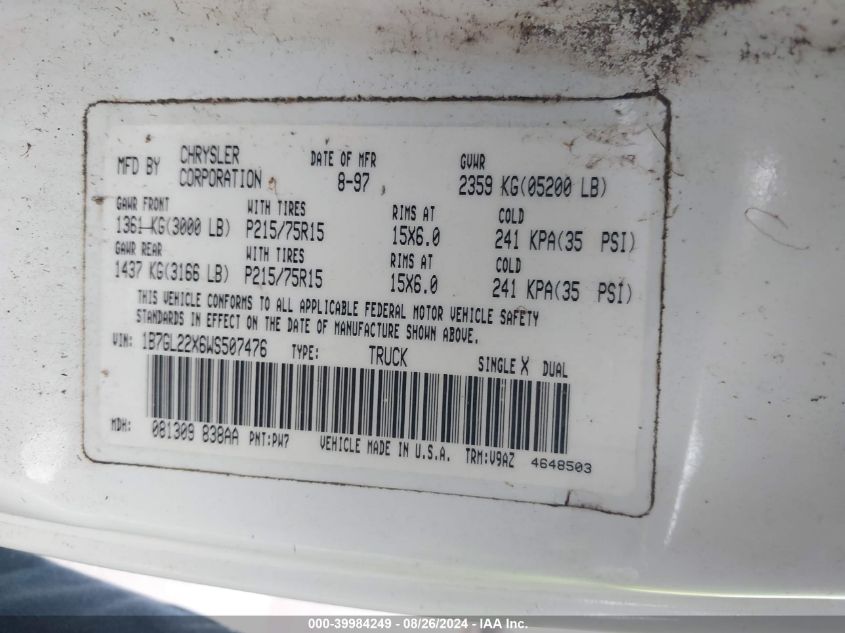 MFD BY CHRYSLER CORPORATION DATE OF MFR 8-97 GVWR 2359 KG(05200 LB)
GAWR FRONT WITH TIRES RIMS AT COLD
1361 KG(3000 LB) P215/75R15 15X6.0 241 KPA(35 PSI)
GAWR REAR WITH TIRES RIMS AT COLD
1437 KG(3166 LB) P215/75R15 15X6.0 241 KPA(35 PSI)
THIS VEHICLE CONFORMS TO ALL APPLICABLE FEDERAL MOTOR VEHICLE SAFETY
STANDARDS IN EFFECT ON THE DATE OF MANUFACTURE SHOWN ABOVE.
VIN: 1B7GL22X6WS507476 TYPE: TRUCK SINGLE X DUAL
MDH: 081309 838AA PNT:PW7 VEHICLE MADE IN U.S.A. TRM:V9AZ 4648503
000-39984249 - 08/26/2024 - IAA Inc.